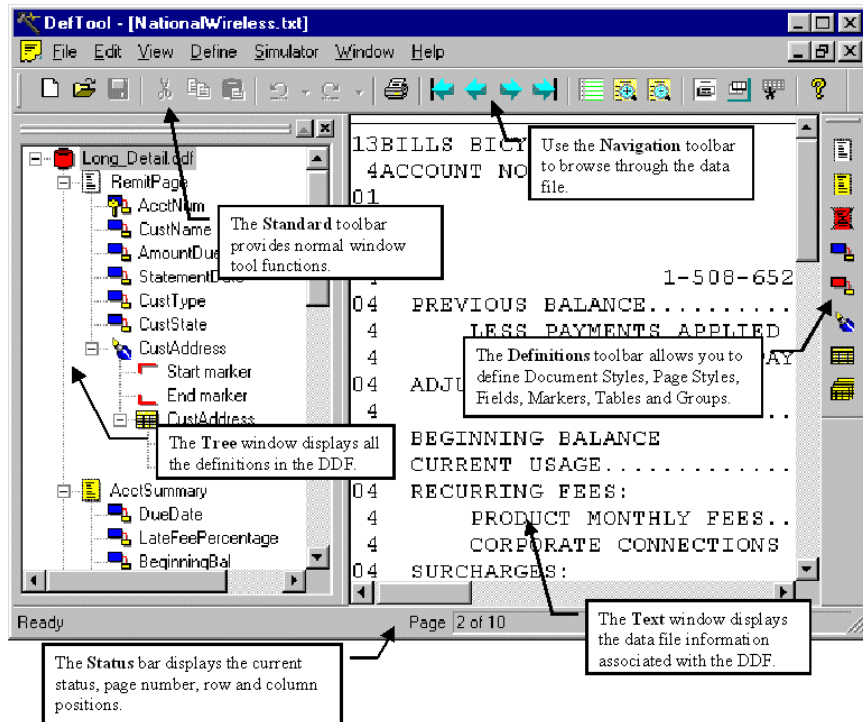 DefTool - [NationalWireless.txt]
File Edit View Define Simulator Window Help
Long_Detail.ddf
RemitPage
AcctNum
CustName
AmountDue
CustType
CustState
CustAddress
Start marker
End marker
CustAddress
AcctSummary
DueDate
LateFeePercentage
BeginningBal
The Standard toolbar
provides normal window
tool functions.
The Tree window displays all
the definitions in the DDF.
13BILLS
4ACCOUNT NO
01
1-508-652
04 PREVIOUS BALANCE...........
4 LESS PAYMENTS APPLIED
4
04
4
BEGINNING BALANCE
CURRENT USAGE.............
04 RECURRING FEES:
4 PRODUCT MONTHLY FEES..
4 CORPORATE CONNECTIONS
04 SURCHARGES:
Use the Navigation toolbar
to browse through the data
file.
The Definitions toolbar allows you to
define Document Styles, Page Styles,
Fields, Markers, Tables and Groups.
Ready Page 2 of 10
The Text window displays
the data file information
associated with the DDF.
The Status bar displays the current
status, page number, row and column
positions.